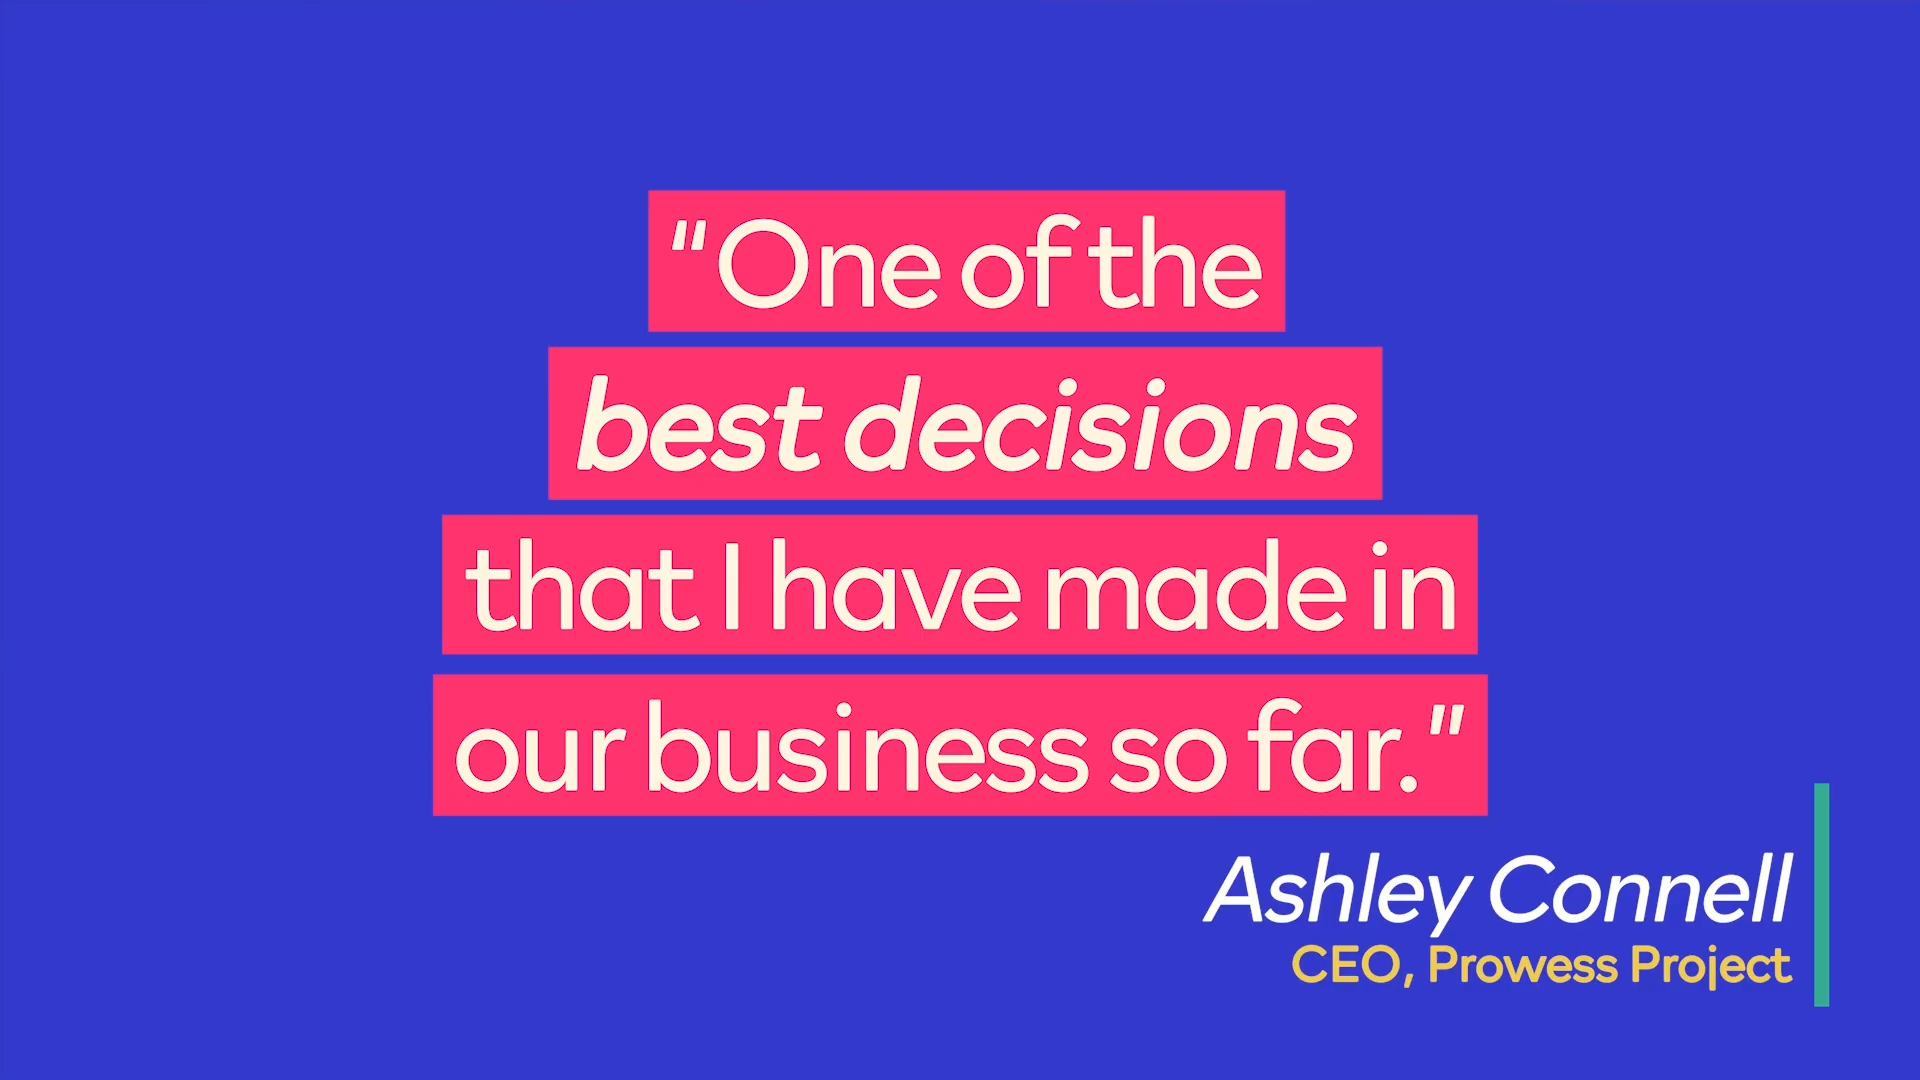 "One of the
best decisions
that I have made in
our business so far."
Ashley Connell
CEO, Prowess Project